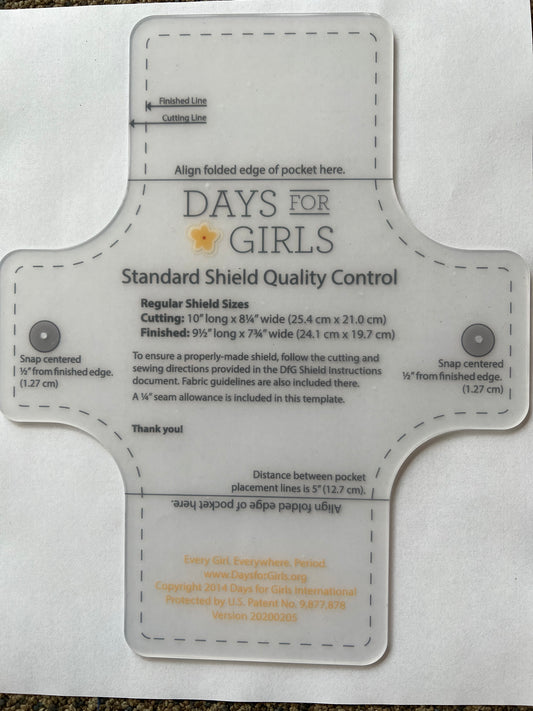 Finished Line
Cutting Line
Align folded edge of pocket here.
DAYS FOR
GIRLS
Standard Shield Quality Control
Regular Shield Sizes
Cutting: 10” long x 8¼” wide (25.4 cm x 21.0 cm)
Finished: 9½” long x 7¾” wide (24.1 cm x 19.7 cm)
Snap centered
½” from finished edge.
(1.27 cm)
Snap centered
½” from finished edge.
(1.27 cm)
To ensure a properly-made shield, follow the cutting and
sewing directions provided in the DfG Shield Instructions
document. Fabric guidelines are also included there.
A ¼” seam allowance is included in this template.
Thank you!
Distance between pocket
placement lines is 5” (12.7 cm).
Align folded edge of pocket here.
Every Girl. Everywhere. Period.
www.DaysforGirls.org
Copyright 2014 Days for Girls International
Protected by U.S. Patent No. 9,877,878
Version 20200205